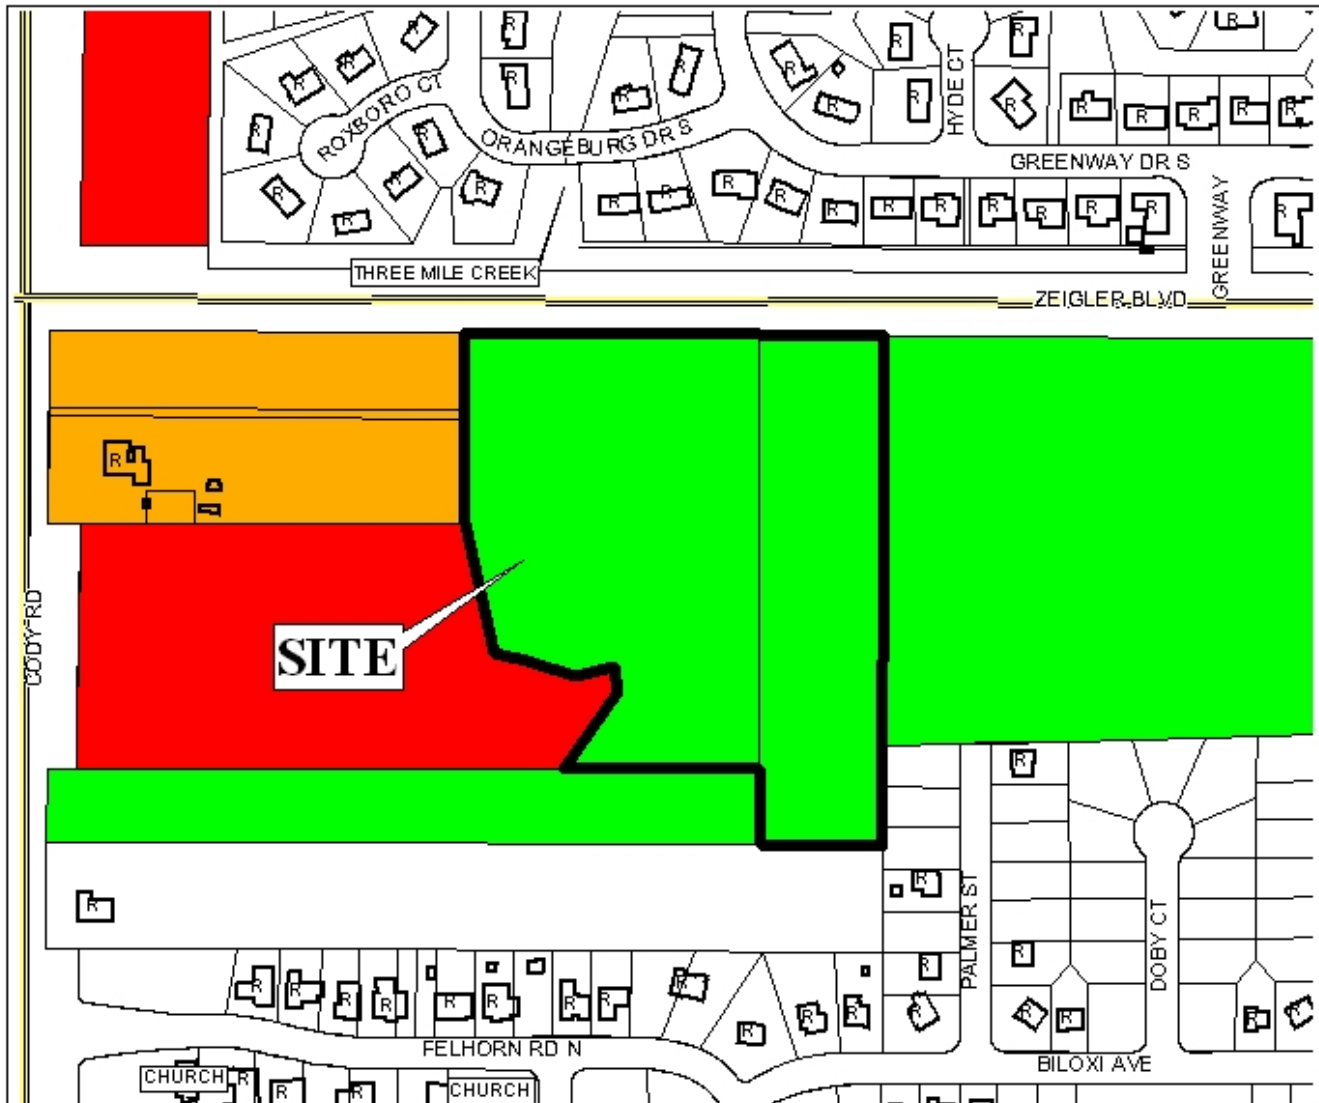 ROXBORO CT
ORANGEBURG DR S
HYDE CT
GREENWAY DR S
GREENWAY
THREE MILE CREEK
ZEIGLER BLVD
R
CODY RD
SITE
R
PALMER ST
DOBY CT
FELHORN RD N
BILOXI AVE
CHURCH
CHURCH